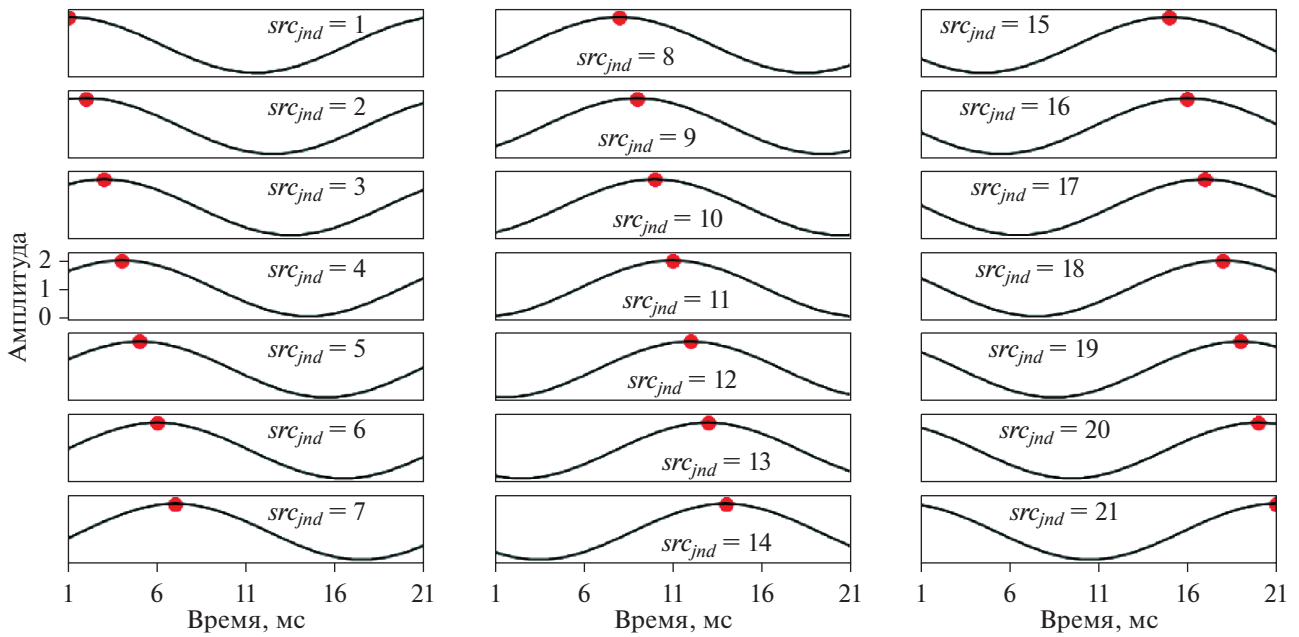 src_jnd = 1
src_jnd = 2
src_jnd = 3
Амплитуда
2
1
0
src_jnd = 4
src_jnd = 5
src_jnd = 6
src_jnd = 7
1 6 11 16 21
Время, мс
src_jnd = 8
src_jnd = 9
src_jnd = 10
src_jnd = 11
src_jnd = 12
src_jnd = 13
src_jnd = 14
1 6 11 16 21
Время, мс
src_jnd = 15
src_jnd = 16
src_jnd = 17
src_jnd = 18
src_jnd = 19
src_jnd = 20
src_jnd = 21
1 6 11 16 21
Время, мс